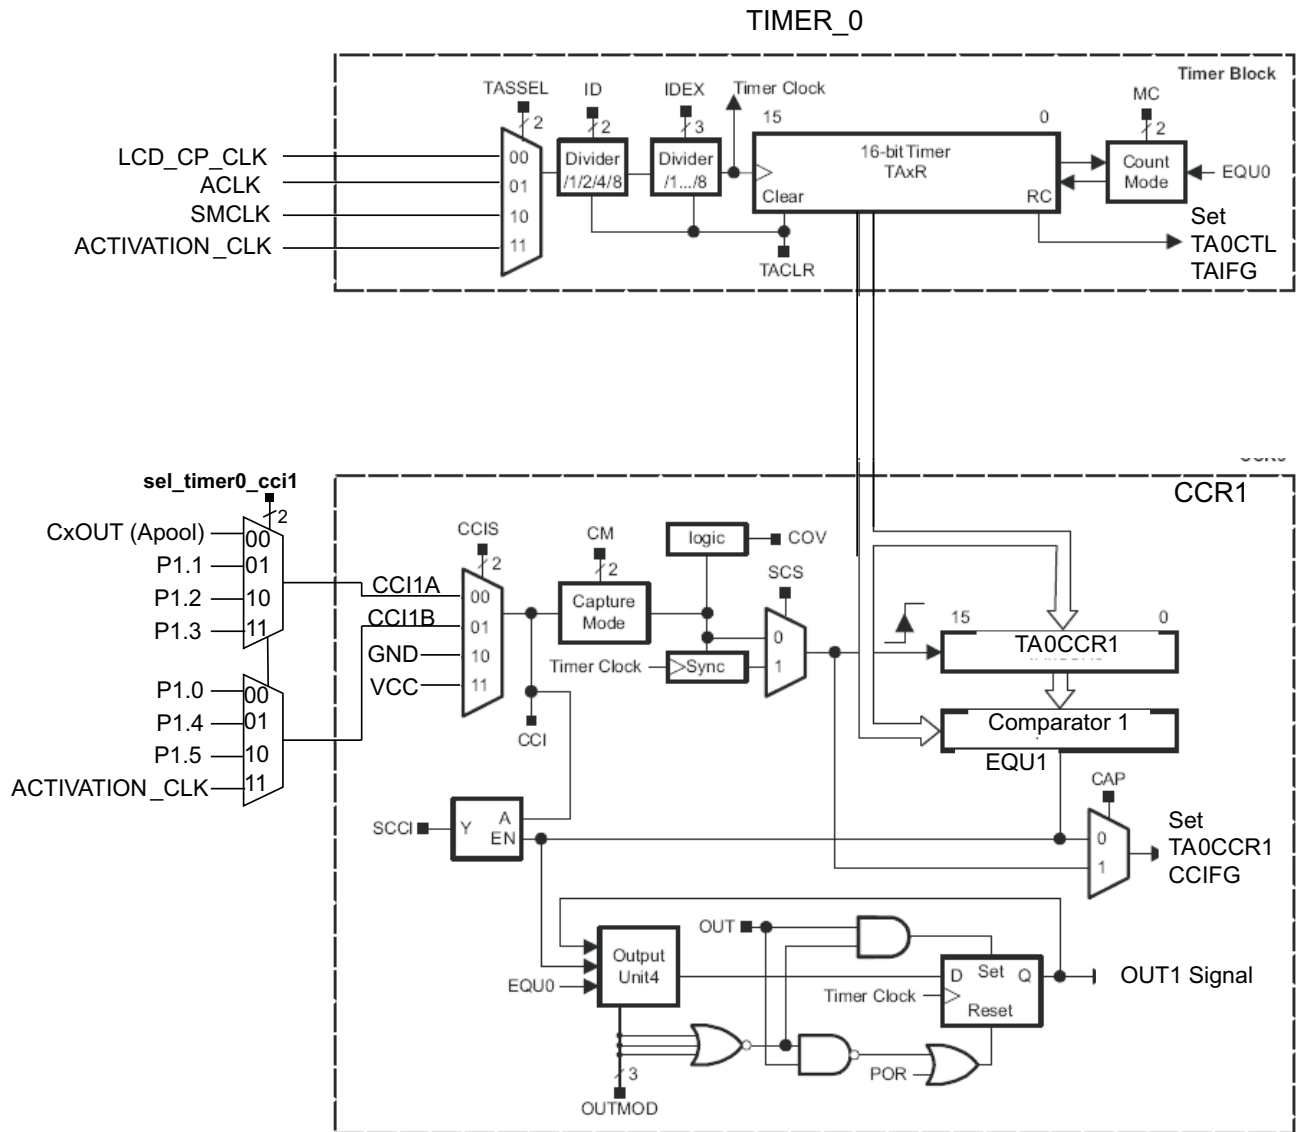 TIMER_0
Timer Block
TASSEL
ID
IDEX
Timer Clock
MC
2
2
3
15
0
2
LCD_CP_CLK
ACLK
SMCLK
ACTIVATION_CLK
00
01
10
11
Divider
/1/2/4/8
Divider
/1.../8
16-bit Timer
TAxR
Clear
RC
Count
Mode
EQU0
Set
TA0CTL
TAIFG
TACLR
sel_timer0_cci1
2
CxOUT (Apool)
P1.1
P1.2
P1.3
00
01
10
11
P1.0
P1.4
P1.5
ACTIVATION_CLK
00
01
10
11
CCR1
CCIS
2
CCI1A
CCI1B
GND
VCC
00
01
10
11
CM
2
Capture
Mode
logic
COV
SCS
0
1
Timer Clock
Sync
CCI
15
0
TA0CCR1
Comparator 1
EQU1
CAP
0
1
Set
TA0CCR1
CCIFG
SCCI
Y
A
EN
OUT
Output
Unit4
EQU0
D
Set
Q
Timer Clock
Reset
OUT1 Signal
POR
3
OUTMOD